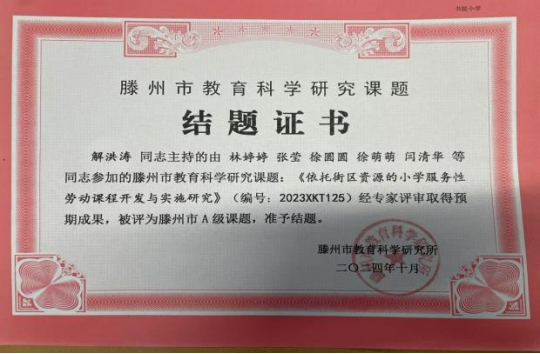 书院小学
滕州市教育科学研究课题
结题证书
解洪涛 同志主持的由 林婷婷 张莹 徐圆圆 徐萌萌 闫清华 等
同志参加的滕州市教育科学研究课题：《依托街区资源的小学服务性
劳动课程开发与实施研究》（编号：2023XKT125）经专家评审取得预
期成果，被评为滕州市A级课题，准予结题。
滕州市教育科学研究所
二〇二四年十月